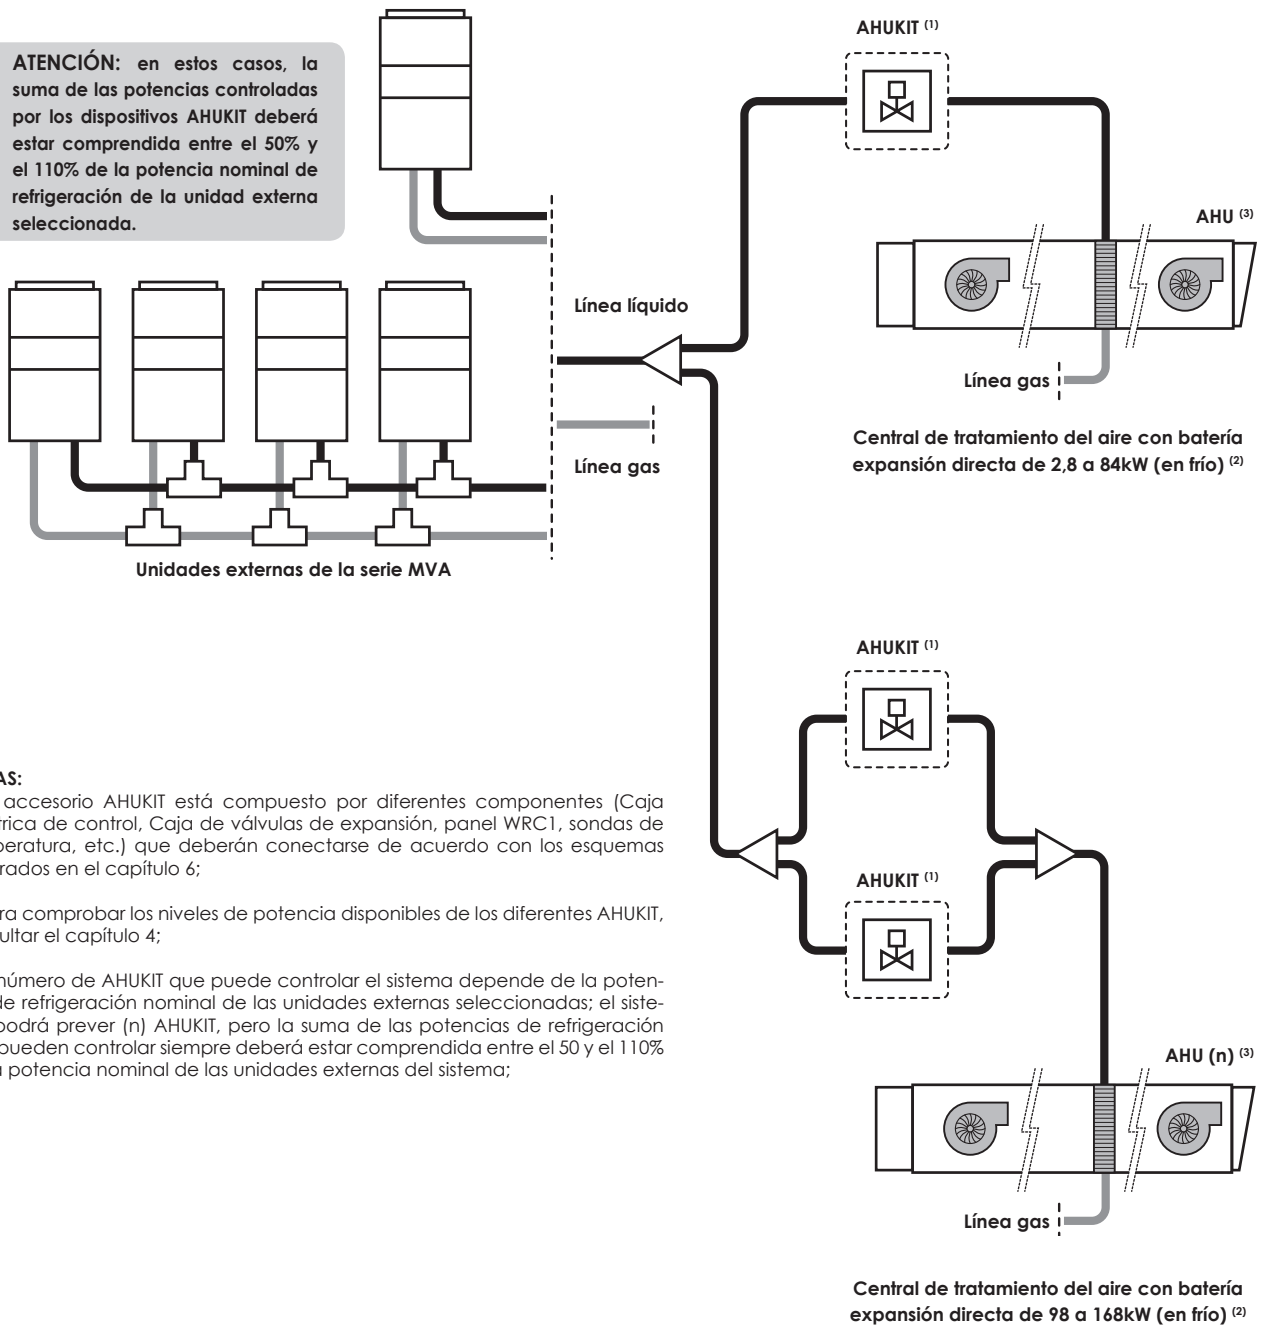 ATENCIÓN: en estos casos, la
suma de las potencias controladas
por los dispositivos AHUKIT deberá
estar comprendida entre el 50% y
el 110% de la potencia nominal de
refrigeración de la unidad externa
seleccionada.
AHUKIT (1)
AHU (3)
Línea líquido
Línea gas
Línea gas
Central de tratamiento del aire con batería
expansión directa de 2,8 a 84kW (en frío) (2)
Unidades externas de la serie MVA
AHUKIT (1)
AS:
accesorio AHUKIT está compuesto por diferentes componentes (Caja
trica de control, Caja de válvulas de expansión, panel WRC1, sondas de
peratura, etc.) que deberán conectarse de acuerdo con los esquemas
rados en el capítulo 6;
ra comprobar los niveles de potencia disponibles de los diferentes AHUKIT,
ultar el capítulo 4;
número de AHUKIT que puede controlar el sistema depende de la poten-
de refrigeración nominal de las unidades externas seleccionadas; el siste-
podrá prever (n) AHUKIT, pero la suma de las potencias de refrigeración
pueden controlar siempre deberá estar comprendida entre el 50 y el 110%
a potencia nominal de las unidades externas del sistema;
AHUKIT (1)
AHU (n) (3)
Línea gas
Central de tratamiento del aire con batería
expansión directa de 98 a 168kW (en frío) (2)